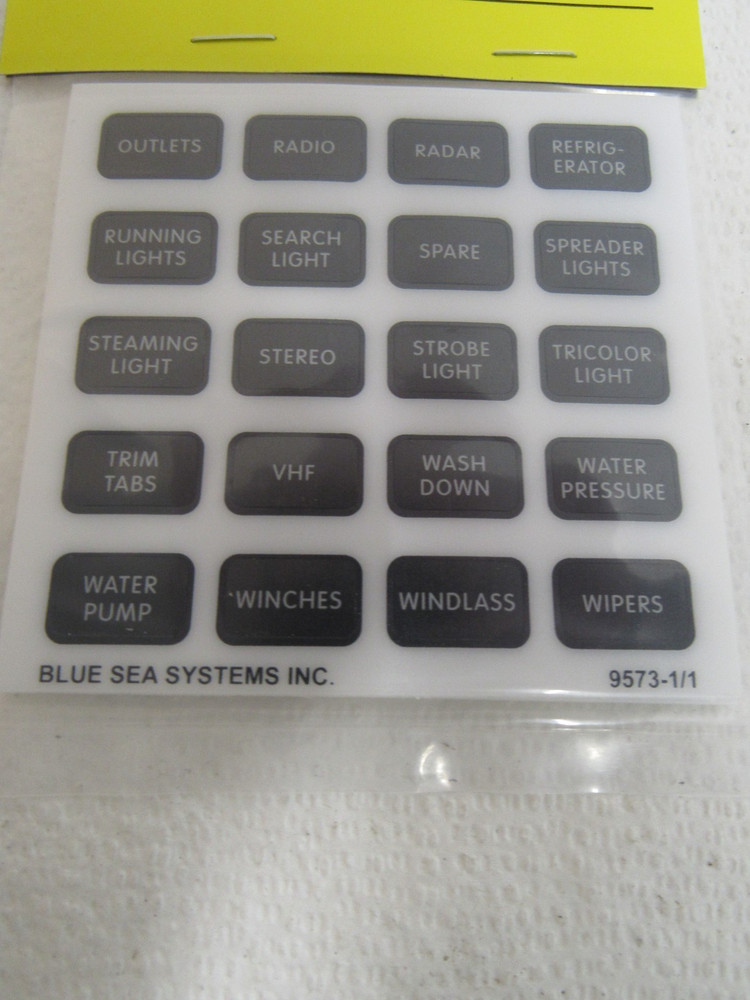 OUTLETS
RADIO
RADAR
REFRIG-
ERATOR
RUNNING
LIGHTS
SEARCH
LIGHT
SPARE
SPREADER
LIGHTS
STEAMING
LIGHT
STEREO
STROBE
LIGHT
TRICOLOR
LIGHT
TRIM
TABS
VHF
WASH
DOWN
WATER
PRESSURE
WATER
PUMP
WINCHES
WINDLASS
WIPERS
BLUE SEA SYSTEMS INC.
9573-1/1